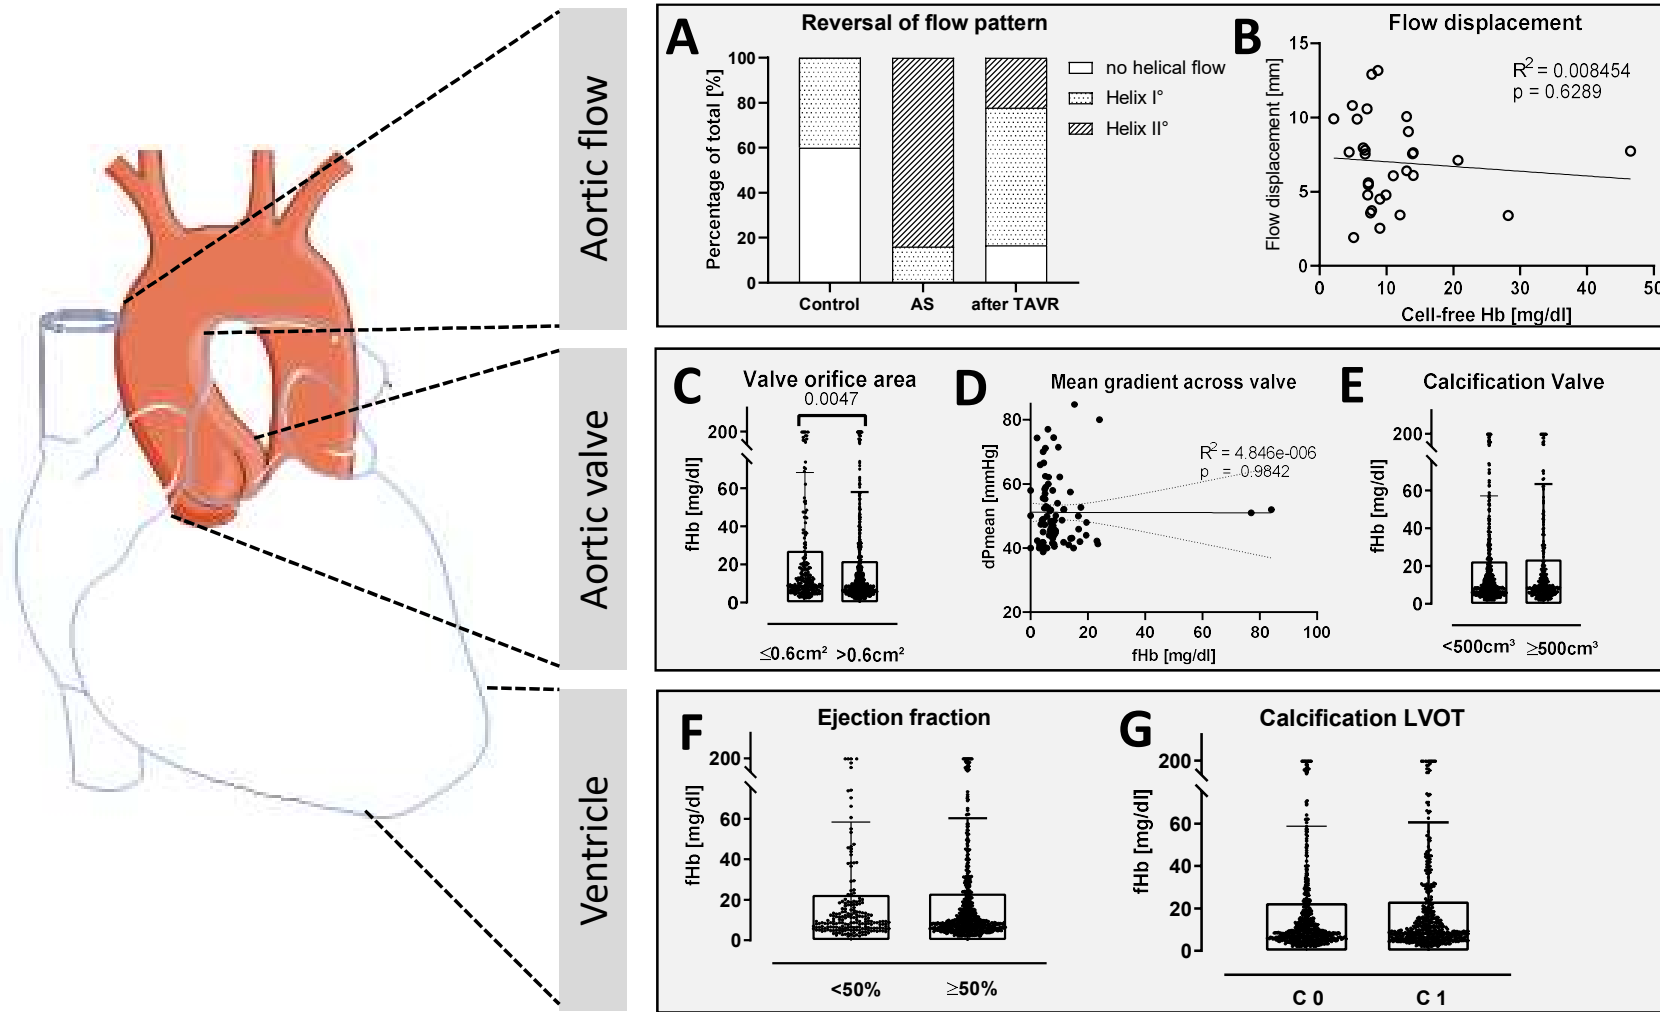 Aortic flow
A
Reversal of flow pattern
Percentage of total [%]
100
80
60
40
20
0
Control
AS
after TAVR
no helical flow
Helix I°
Helix II°
B
Flow displacement
R² = 0.008454
p = 0.6289
Flow displacement [mm]
15
10
5
0
0 10 20 30 40 50
Cell-free Hb [mg/dl]
Aortic valve
C
Valve orifice area
0.0047
fHb [mg/dl]
200
60
40
20
0
≤0.6cm² >0.6cm²
D
Mean gradient across valve
R² = 4.846e-006
p = 0.9842
dPmean [mmHg]
80
60
40
20
0 20 40 60 80 100
fHb [mg/dl]
E
Calcification Valve
fHb [mg/dl]
200
60
40
20
0
<500cm³ ≥500cm³
Ventricle
F
Ejection fraction
fHb [mg/dl]
200
60
40
20
0
<50% ≥50%
G
Calcification LVOT
fHb [mg/dl]
200
60
40
20
0
C 0 C 1